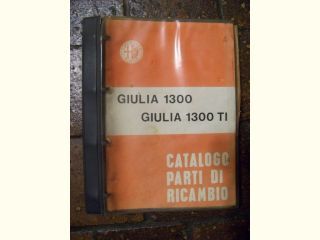 GIULIA 1300
GIULIA 1300 TI
CATALOGO
PARTI DI
RICAMBIO